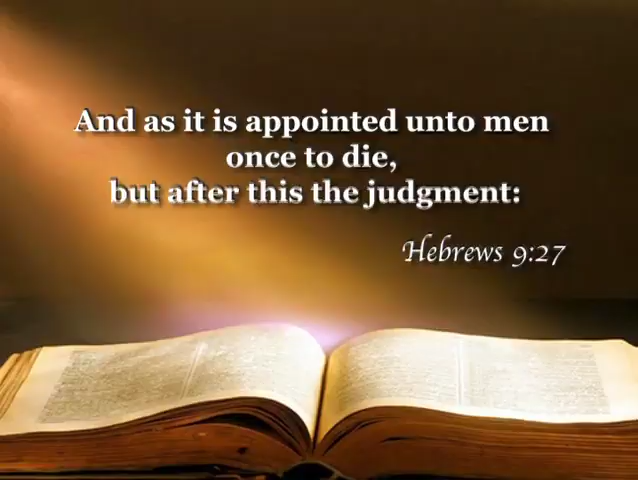 And as it is appointed unto men
once to die,
but after this the judgment:
Hebrews 9:27